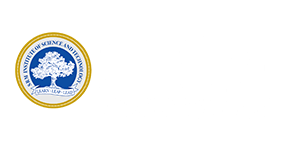 S R M INSTITUTE OF SCIENCE AND TECHNOLOGY
LEARN · LEAP · LEAD